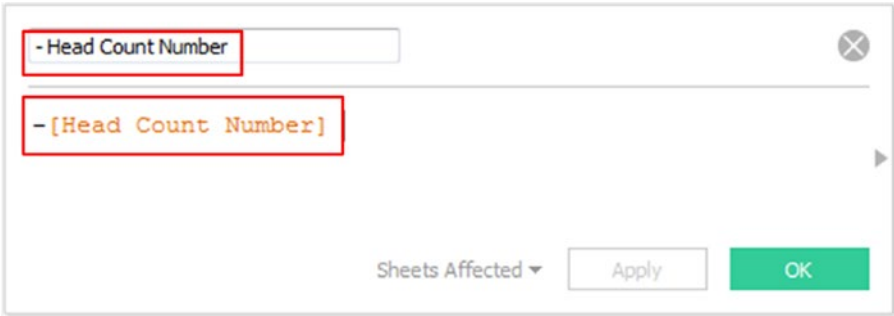 - Head Count Number
-[Head Count Number]
Sheets Affected Apply OK